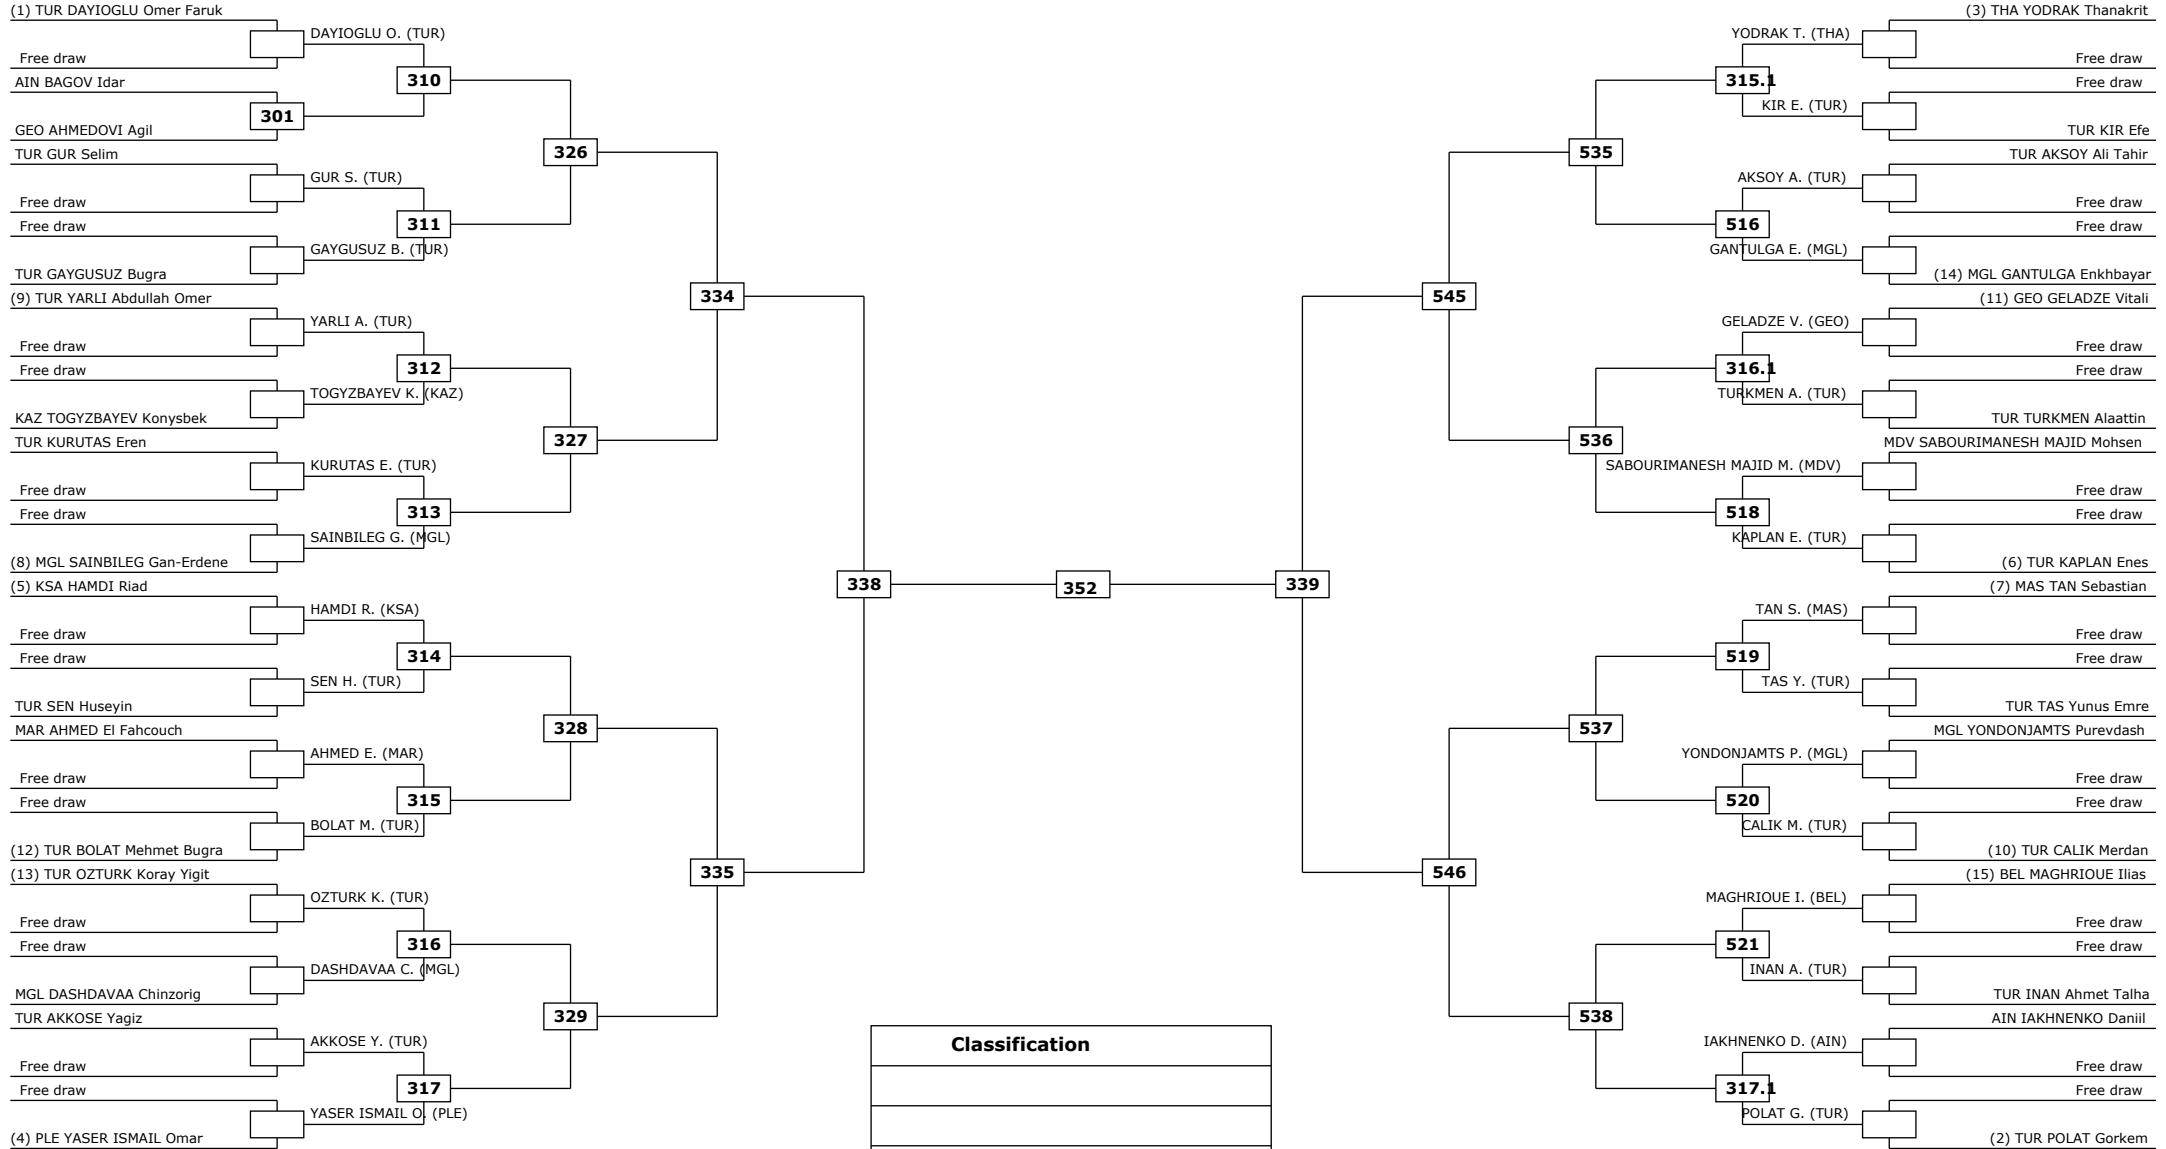 (1) TUR DAYIOGLU Omer Faruk
DAYIOGLU O. (TUR)
Free draw
310
AIN BAGOV Idar
301
GEO AHMEDOVI Agil
326
TUR GUR Selim
GUR S. (TUR)
Free draw
311
Free draw
GAYGUSUZ B. (TUR)
TUR GAYGUSUZ Bugra
334
(9) TUR YARLI Abdullah Omer
YARLI A. (TUR)
Free draw
312
Free draw
TOGYZBAYEV K. (KAZ)
KAZ TOGYZBAYEV Konysbek
327
TUR KURUTAS Eren
KURUTAS E. (TUR)
Free draw
313
Free draw
SAINBILEG G. (MGL)
(8) MGL SAINBILEG Gan-Erdene
338
(5) KSA HAMDI Riad
HAMDI R. (KSA)
Free draw
314
Free draw
SEN H. (TUR)
TUR SEN Huseyin
328
MAR AHMED El Fahcouch
AHMED E. (MAR)
Free draw
315
Free draw
BOLAT M. (TUR)
(12) TUR BOLAT Mehmet Bugra
335
(13) TUR OZTURK Koray Yigit
OZTURK K. (TUR)
Free draw
316
Free draw
DASHDAVAA C. (MGL)
MGL DASHDAVAA Chinzorig
329
TUR AKKOSE Yagiz
AKKOSE Y. (TUR)
Free draw
317
Free draw
YASER ISMAIL O. (PLE)
(4) PLE YASER ISMAIL Omar
352
Classification
(3) THA YODRAK Thanakrit
YODRAK T. (THA)
Free draw
315.1
Free draw
KIR E. (TUR)
TUR KIR Efe
535
TUR AKSOY Ali Tahir
AKSOY A. (TUR)
Free draw
516
Free draw
GANTULGA E. (MGL)
(14) MGL GANTULGA Enkhbayar
545
(11) GEO GELADZE Vitali
GELADZE V. (GEO)
Free draw
316.1
Free draw
TURKMEN A. (TUR)
TUR TURKMEN Alaattin
536
MDV SABOURIMANESH MAJID Mohsen
SABOURIMANESH MAJID M. (MDV)
Free draw
518
Free draw
KAPLAN E. (TUR)
(6) TUR KAPLAN Enes
339
(7) MAS TAN Sebastian
TAN S. (MAS)
Free draw
519
Free draw
TAS Y. (TUR)
TUR TAS Yunus Emre
537
MGL YONDONJAMTS Purevdash
YONDONJAMTS P. (MGL)
Free draw
520
Free draw
CALIK M. (TUR)
(10) TUR CALIK Merdan
546
(15) BEL MAGHRIOUE Ilias
MAGHRIOUE I. (BEL)
Free draw
521
Free draw
INAN A. (TUR)
TUR INAN Ahmet Talha
538
AIN IAKHNENKO Daniil
IAKHNENKO D. (AIN)
Free draw
317.1
Free draw
POLAT G. (TUR)
(2) TUR POLAT Gorkem